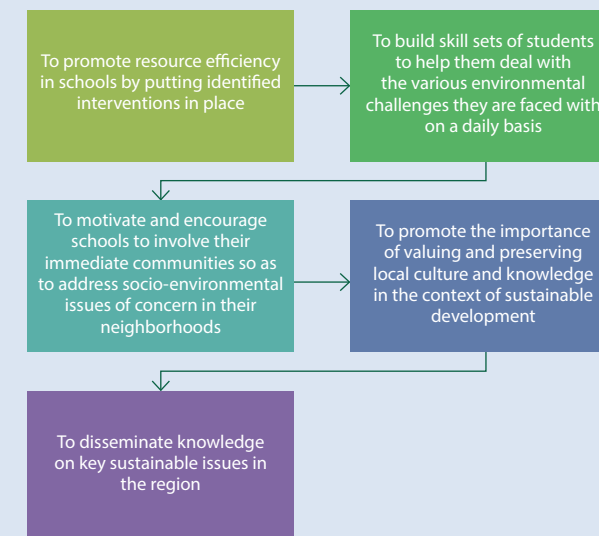 To promote resource efficiency
in schools by putting identified
interventions in place
To build skill sets of students
to help them deal with
the various environmental
challenges they are faced with
on a daily basis
To motivate and encourage
schools to involve their
immediate communities so as
to address socio-environmental
issues of concern in their
neighborhoods
To promote the importance
of valuing and preserving
local culture and knowledge
in the context of sustainable
development
To disseminate knowledge
on key sustainable issues in
the region